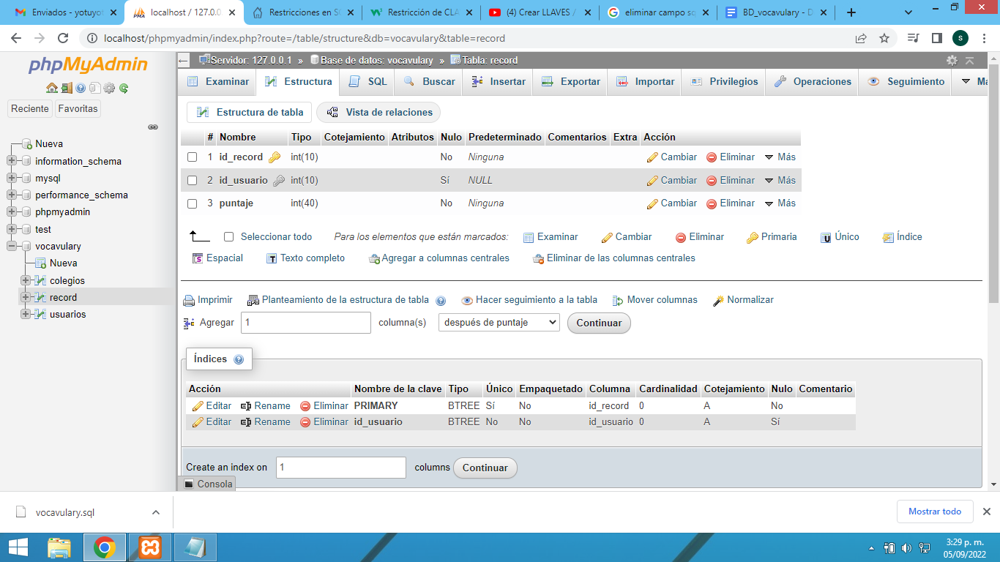 Enviados - yotuyot
localhost / 127.0.0
Restricciones en SQ
Restricción de CLA
(4) Crear LLAVES /
eliminar campo sq
BD_vocavulary - D
localhost/phpmyadmin/index.php?route=/table/structure&db=vocavulary&table=record
S
phpMyAdmin
Servidor: 127.0.0.1 » Base de datos: vocavulary » Tabla: record
Examinar Estructura SQL Buscar Insertar Exportar Importar Privilegios Operaciones Seguimiento Má
Reciente Favoritas
Estructura de tabla Vista de relaciones
Nueva
information_schema
mysql
performance_schema
phpmyadmin
test
vocavulary
Nueva
colegios
record
usuarios
# Nombre Tipo Cotejamiento Atributos Nulo Predeterminado Comentarios Extra Acción
1 id_record int(10) No Ninguna Cambiar Eliminar Más
2 id_usuario int(10) Sí NULL Cambiar Eliminar Más
3 puntaje int(40) No Ninguna Cambiar Eliminar Más
Seleccionar todo Para los elementos que están marcados: Examinar Cambiar Eliminar Primaria Único Índice
Espacial Texto completo Agregar a columnas centrales Eliminar de las columnas centrales
Imprimir Planteamiento de la estructura de tabla Hacer seguimiento a la tabla Mover columnas Normalizar
Agregar 1 columna(s) después de puntaje Continuar
Índices
Acción Nombre de la clave Tipo Único Empaquetado Columna Cardinalidad Cotejamiento Nulo Comentario
Editar Rename Eliminar PRIMARY BTREE Sí No id_record 0 A No
Editar Rename Eliminar id_usuario BTREE No No id_usuario 0 A Sí
Create an index on 1 columns Continuar
Consola
vocavulary.sql
Mostrar todo
3:29 p. m.
05/09/2022